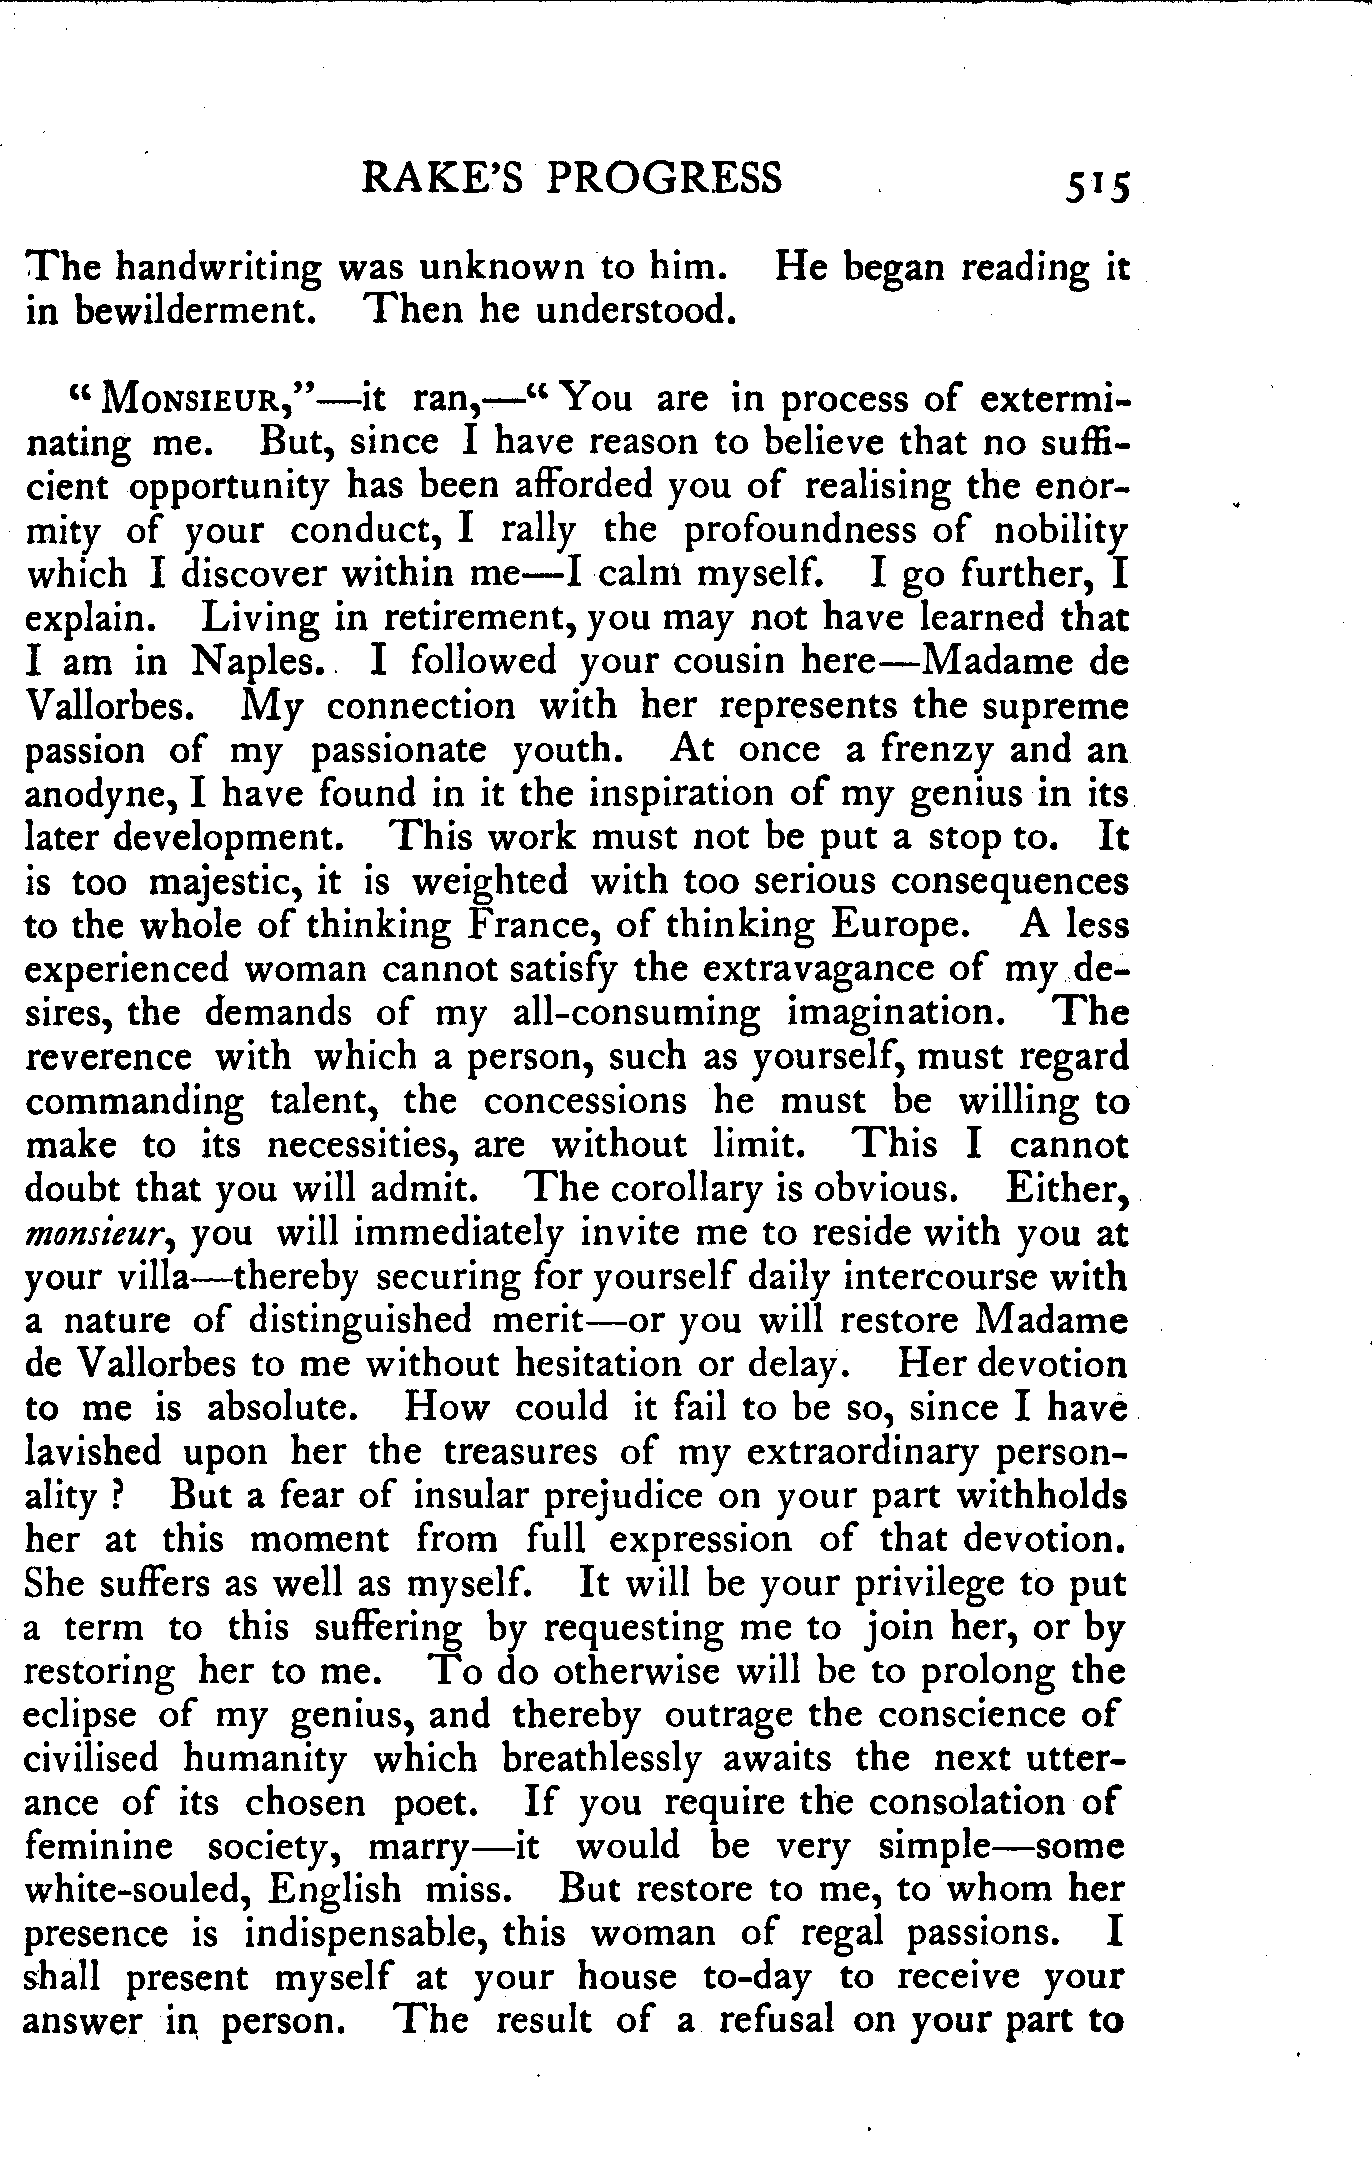 RAKE'S PROGRESS 515
The handwriting was unknown to him. He began reading it
in bewilderment. Then he understood.
“ MONSIEUR,”—it ran,—“ You are in process of extermi-
nating me. But, since I have reason to believe that no suffi-
cient opportunity has been afforded you of realising the enor-
mity of your conduct, I rally the profoundness of nobility
which I discover within me—I calm myself. I go further, I
explain. Living in retirement, you may not have learned that
I am in Naples. I followed your cousin here—Madame de
Vallorbes. My connection with her represents the supreme
passion of my passionate youth. At once a frenzy and an
anodyne, I have found in it the inspiration of my genius in its
later development. This work must not be put a stop to. It
is too majestic, it is weighted with too serious consequences
to the whole of thinking France, of thinking Europe. A less
experienced woman cannot satisfy the extravagance of my de-
sires, the demands of my all-consuming imagination. The
reverence with which a person, such as yourself, must regard
commanding talent, the concessions he must be willing to
make to its necessities, are without limit. This I cannot
doubt that you will admit. The corollary is obvious. Either,
monsieur, you will immediately invite me to reside with you at
your villa—thereby securing for yourself daily intercourse with
a nature of distinguished merit—or you will restore Madame
de Vallorbes to me without hesitation or delay. Her devotion
to me is absolute. How could it fail to be so, since I have
lavished upon her the treasures of my extraordinary person-
ality ? But a fear of insular prejudice on your part withholds
her at this moment from full expression of that devotion.
She suffers as well as myself. It will be your privilege to put
a term to this suffering by requesting me to join her, or by
restoring her to me. To do otherwise will be to prolong the
eclipse of my genius, and thereby outrage the conscience of
civilised humanity which breathlessly awaits the next utter-
ance of its chosen poet. If you require the consolation of
feminine society, marry—it would be very simple—some
white-souled, English miss. But restore to me, to whom her
presence is indispensable, this woman of regal passions. I
shall present myself at your house to-day to receive your
answer in person. The result of a refusal on your part to